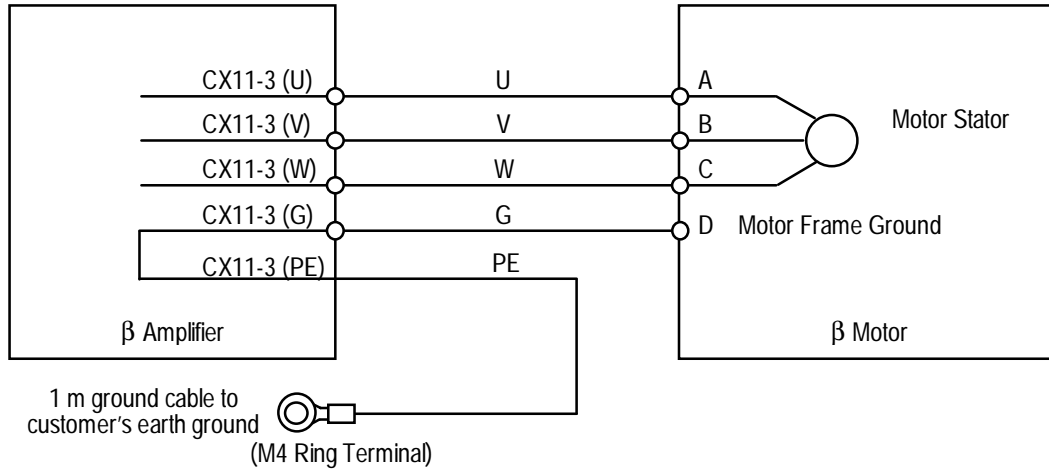 CX11-3 (U) U A
CX11-3 (V) V B Motor Stator
CX11-3 (W) W C
CX11-3 (G) G D Motor Frame Ground
CX11-3 (PE) PE
β Amplifier β Motor
1 m ground cable to
customer's earth ground
(M4 Ring Terminal)